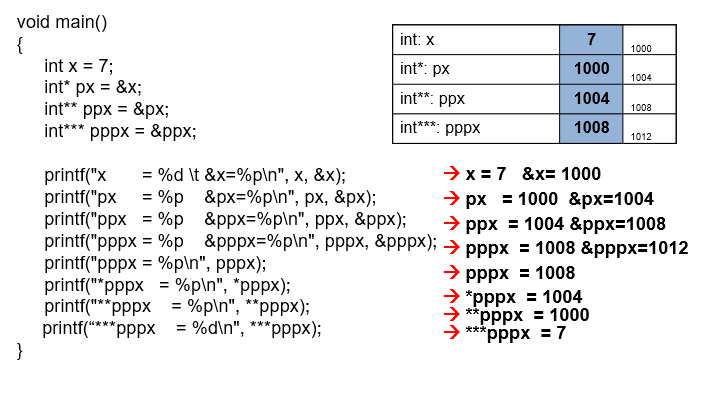 void main()
{
int x = 7;
int* px = &x;
int** ppx = &px;
int*** pppx = &ppx;
printf("x = %d \t &x=%p\n", x, &x);
printf("px = %p &px=%p\n", px, &px);
printf("ppx = %p &ppx=%p\n", ppx, &ppx);
printf("pppx = %p &pppx=%p\n", pppx, &pppx);
printf("pppx = %p\n", pppx);
printf("*pppx = %p\n", *pppx);
printf("**pppx = %p\n", **pppx);
printf(“***pppx = %d\n", ***pppx);
}
int: x 7 1000
int*: px 1000 1004
int**: ppx 1004 1008
int***: pppx 1008 1012
→ x = 7 &x= 1000
→ px = 1000 &px=1004
→ ppx = 1004 &ppx=1008
→ pppx = 1008 &pppx=1012
→ pppx = 1008
→ *pppx = 1004
→ **pppx = 1000
→ ***pppx = 7